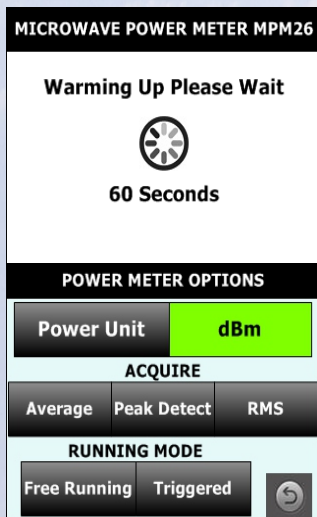 MICROWAVE POWER METER MPM26
Warming Up Please Wait
60 Seconds
POWER METER OPTIONS
Power Unit dBm
ACQUIRE
Average Peak Detect RMS
RUNNING MODE
Free Running Triggered